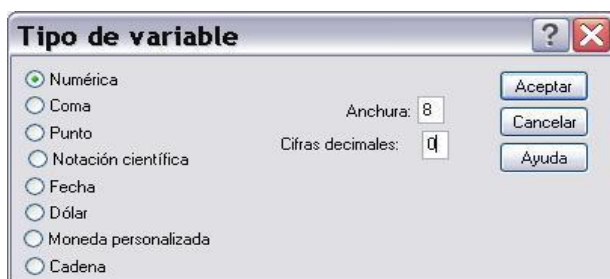 Tipo de variable
Numérica
Coma
Punto
Notación científica
Fecha
Dólar
Moneda personalizada
Cadena
Anchura: 8
Cifras decimales: 0
Aceptar
Cancelar
Ayuda